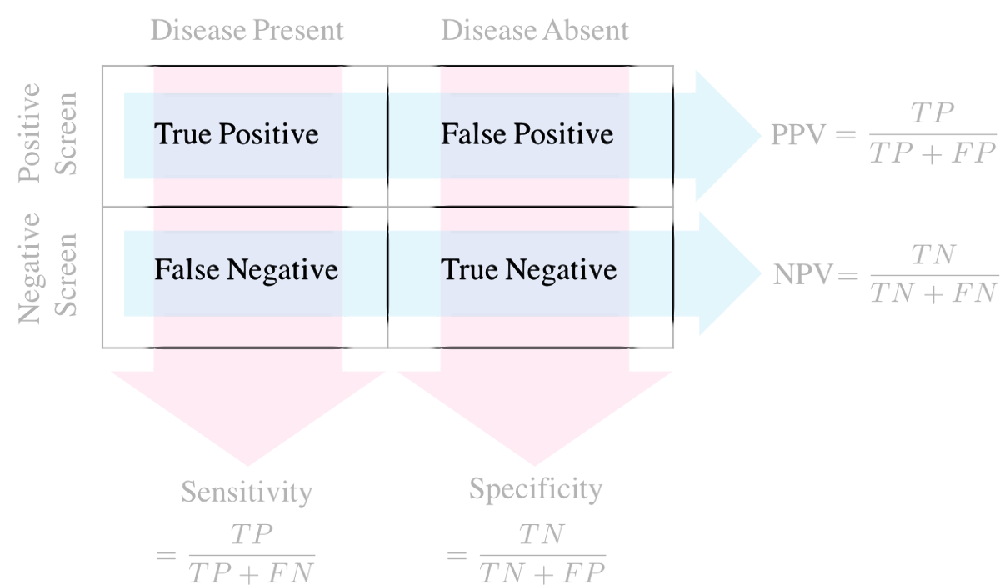 Disease Present Disease Absent
Positive
Screen
True Positive False Positive
PPV = TP / TP + FP
Negative
Screen
False Negative True Negative
NPV = TN / TN + FN
Sensitivity
= TP / TP + FN
Specificity
= TN / TN + FP